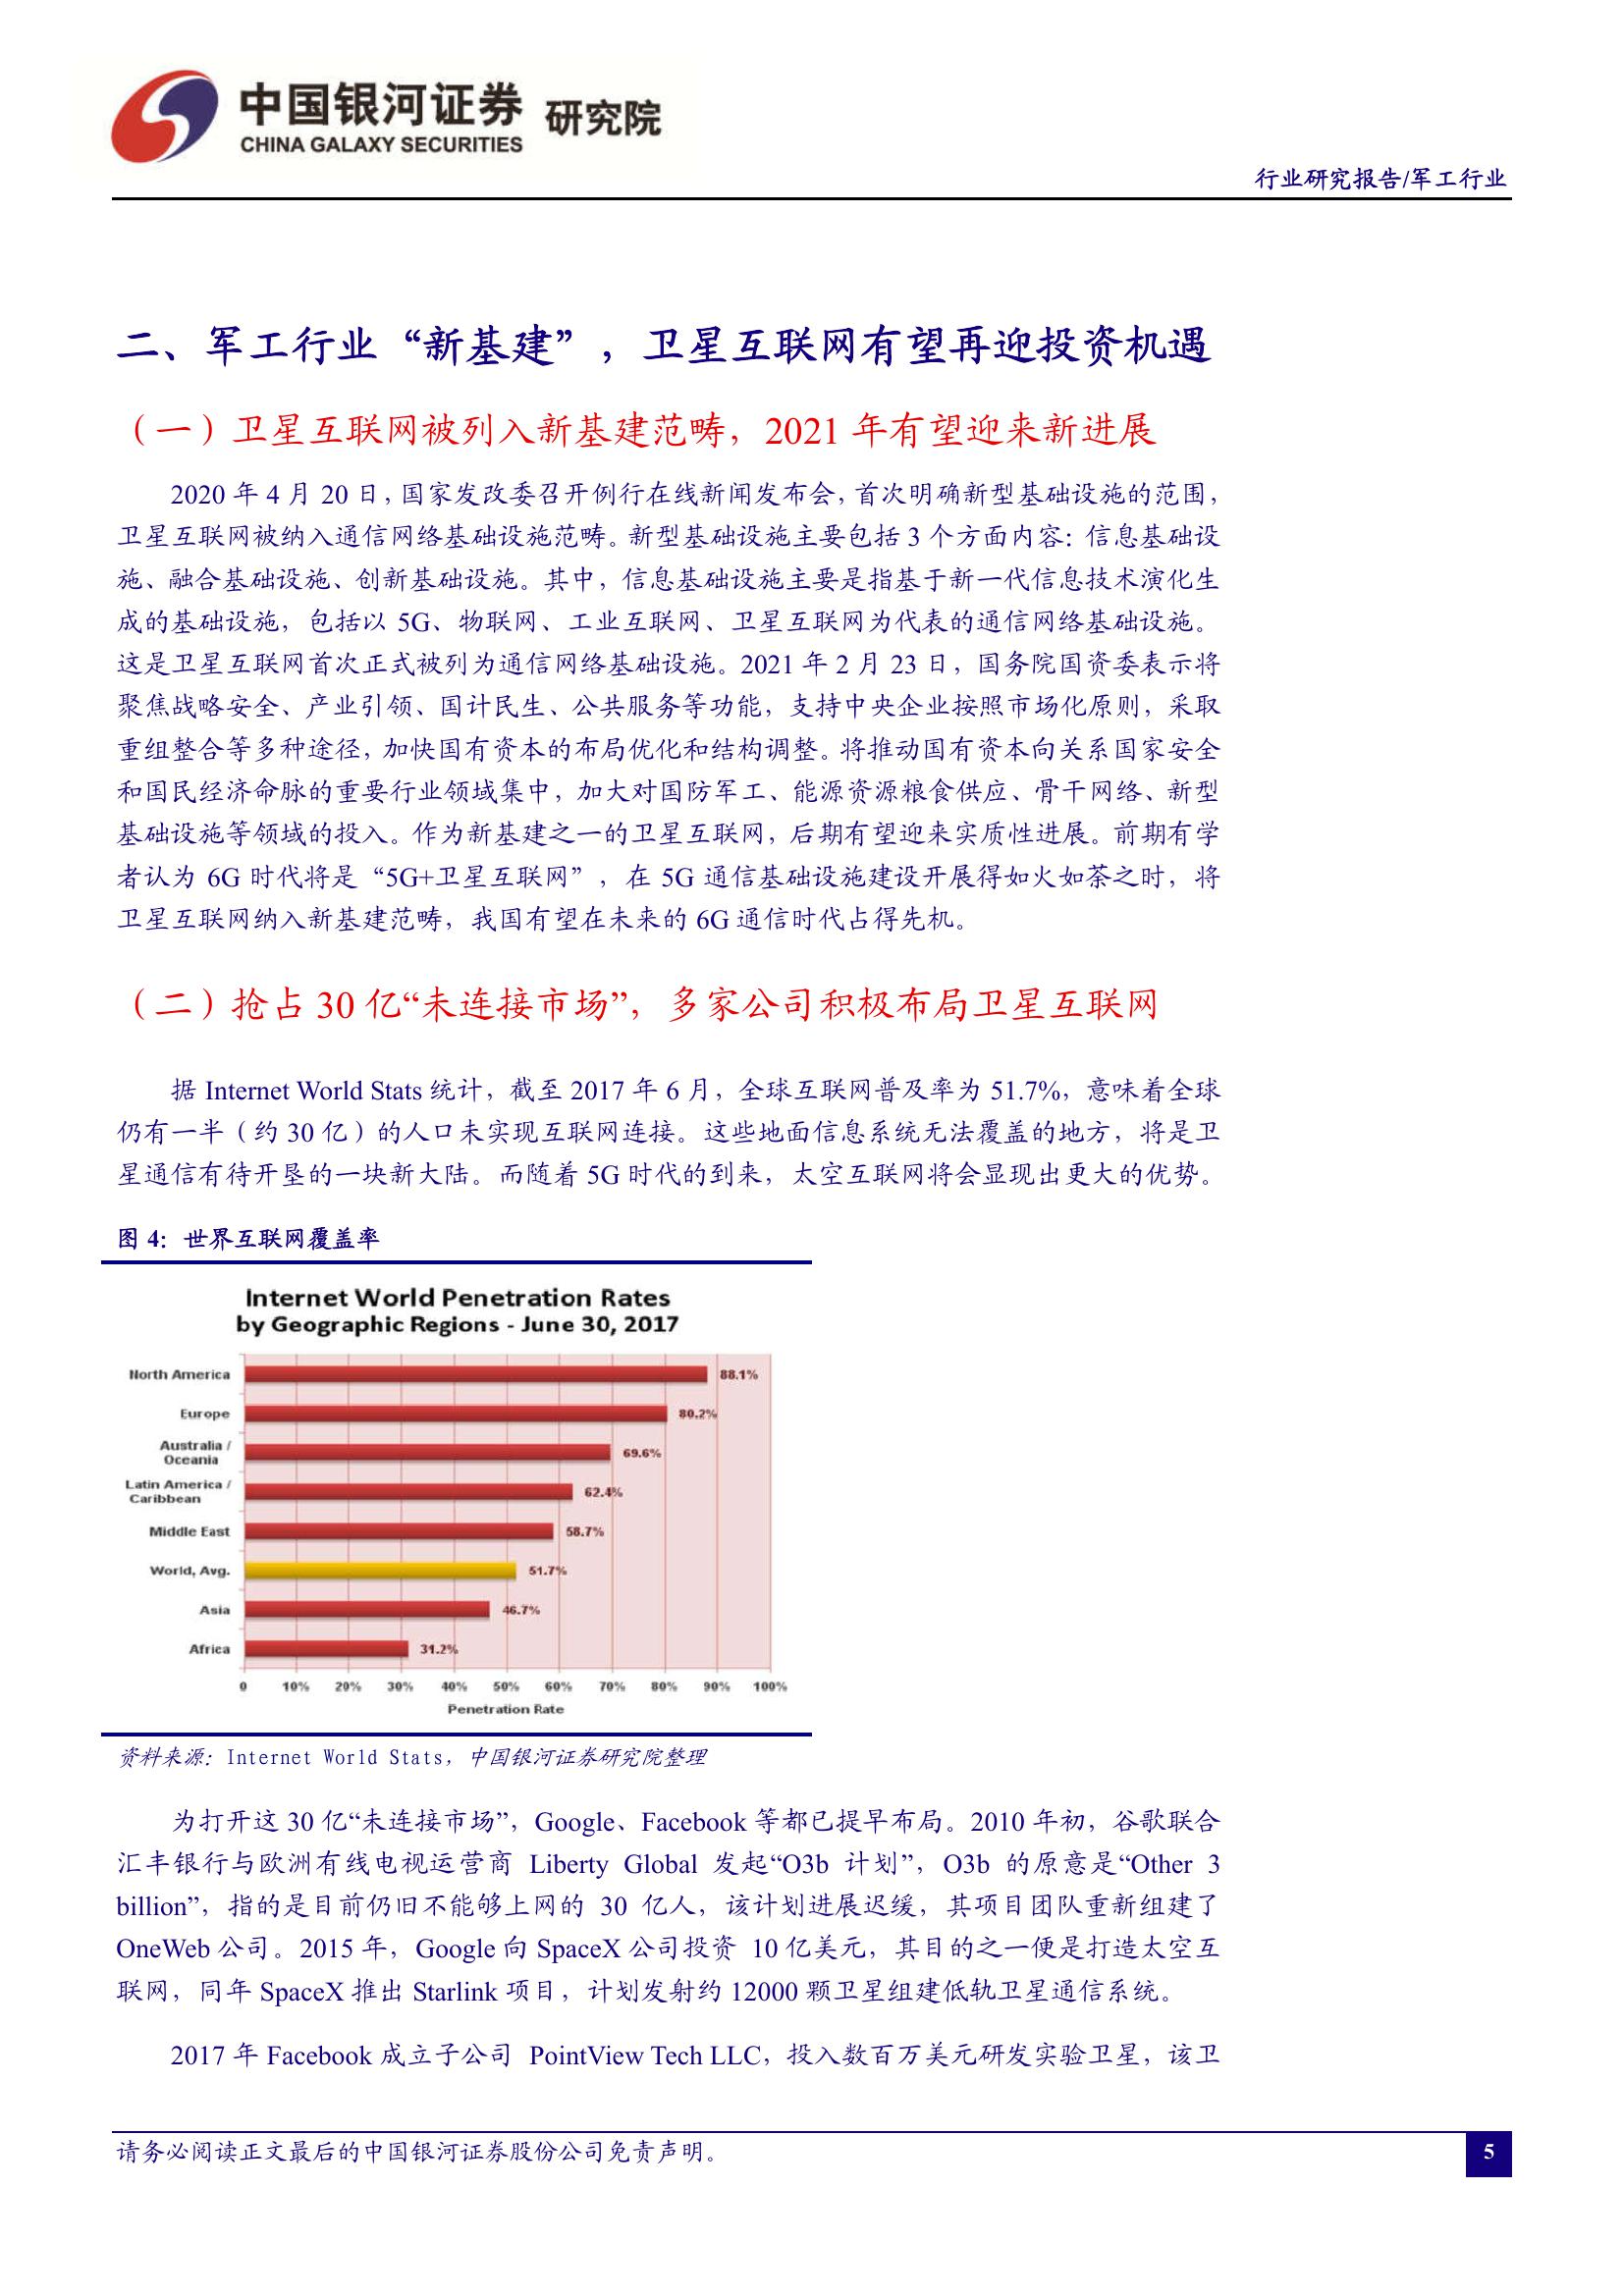 中国银河证券 研究院
CHINA GALAXY SECURITIES
行业研究报告/军工行业
二、军工行业“新基建”，卫星互联网有望再迎投资机遇
（一）卫星互联网被列入新基建范畴，2021 年有望迎来新进展
2020 年 4 月 20 日，国家发改委召开例行在线新闻发布会，首次明确新型基础设施的范围，
卫星互联网被纳入通信网络基础设施范畴。新型基础设施主要包括 3 个方面内容：信息基础设
施、融合基础设施、创新基础设施。其中，信息基础设施主要是指基于新一代信息技术演化生
成的基础设施，包括以 5G、物联网、工业互联网、卫星互联网为代表的通信网络基础设施。
这是卫星互联网首次正式被列为通信网络基础设施。2021 年 2 月 23 日，国务院国资委表示将
聚焦战略安全、产业引领、国计民生、公共服务等功能，支持中央企业按照市场化原则，采取
重组整合等多种途径，加快国有资本的布局优化和结构调整。将推动国有资本向关系国家安全
和国民经济命脉的重要行业领域集中，加大对国防军工、能源资源粮食供应、骨干网络、新型
基础设施等领域的投入。作为新基建之一的卫星互联网，后期有望迎来实质性进展。前期有学
者认为 6G 时代将是“5G+卫星互联网”，在 5G 通信基础设施建设开展得如火如荼之时，将
卫星互联网纳入新基建范畴，我国有望在未来的 6G 通信时代占得先机。
（二）抢占 30 亿“未连接市场”，多家公司积极布局卫星互联网
据 Internet World Stats 统计，截至 2017 年 6 月，全球互联网普及率为 51.7%，意味着全球
仍有一半（约 30 亿）的人口未实现互联网连接。这些地面信息系统无法覆盖的地方，将是卫
星通信有待开垦的一块新大陆。而随着 5G 时代的到来，太空互联网将会显现出更大的优势。
图 4：世界互联网覆盖率
Internet World Penetration Rates
by Geographic Regions - June 30, 2017
North America 88.1%
Europe 80.2%
Australia /
Oceania 69.6%
Latin America /
Caribbean 62.4%
Middle East 58.7%
World, Avg. 51.7%
Asia 46.7%
Africa 31.2%
0 10% 20% 30% 40% 50% 60% 70% 80% 90% 100%
Penetration Rate
资料来源：Internet World Stats，中国银河证券研究院整理
为打开这 30 亿“未连接市场”，Google、Facebook 等都已提早布局。2010 年初，谷歌联合
汇丰银行与欧洲有线电视运营商 Liberty Global 发起“O3b 计划”，O3b 的原意是“Other 3
billion”，指的是目前仍旧不能够上网的 30 亿人，该计划进展迟缓，其项目团队重新组建了
OneWeb 公司。2015 年，Google 向 SpaceX 公司投资 10 亿美元，其目的之一便是打造太空互
联网，同年 SpaceX 推出 Starlink 项目，计划发射约 12000 颗卫星组建低轨卫星通信系统。
2017 年 Facebook 成立子公司 PointView Tech LLC，投入数百万美元研发实验卫星，该卫
请务必阅读正文最后的中国银河证券股份公司免责声明。
5